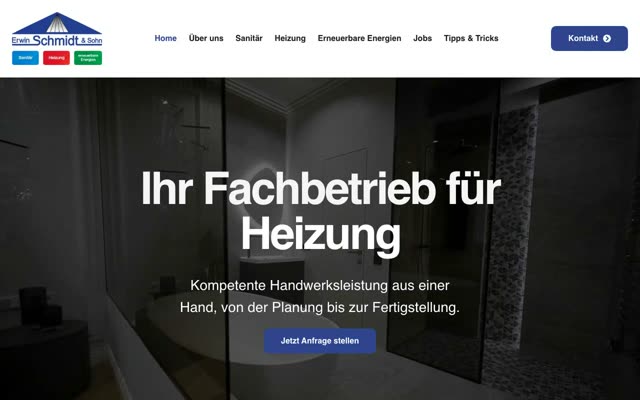 Erwin Schmidt & Sohn
Sanitär
Heizung
erneuerbare
Energien
Home
Über uns
Sanitär
Heizung
Erneuerbare Energien
Jobs
Tipps & Tricks
Kontakt
Ihr Fachbetrieb für
Heizung
Kompetente Handwerksleistung aus einer
Hand, von der Planung bis zur Fertigstellung.
Jetzt Anfrage stellen